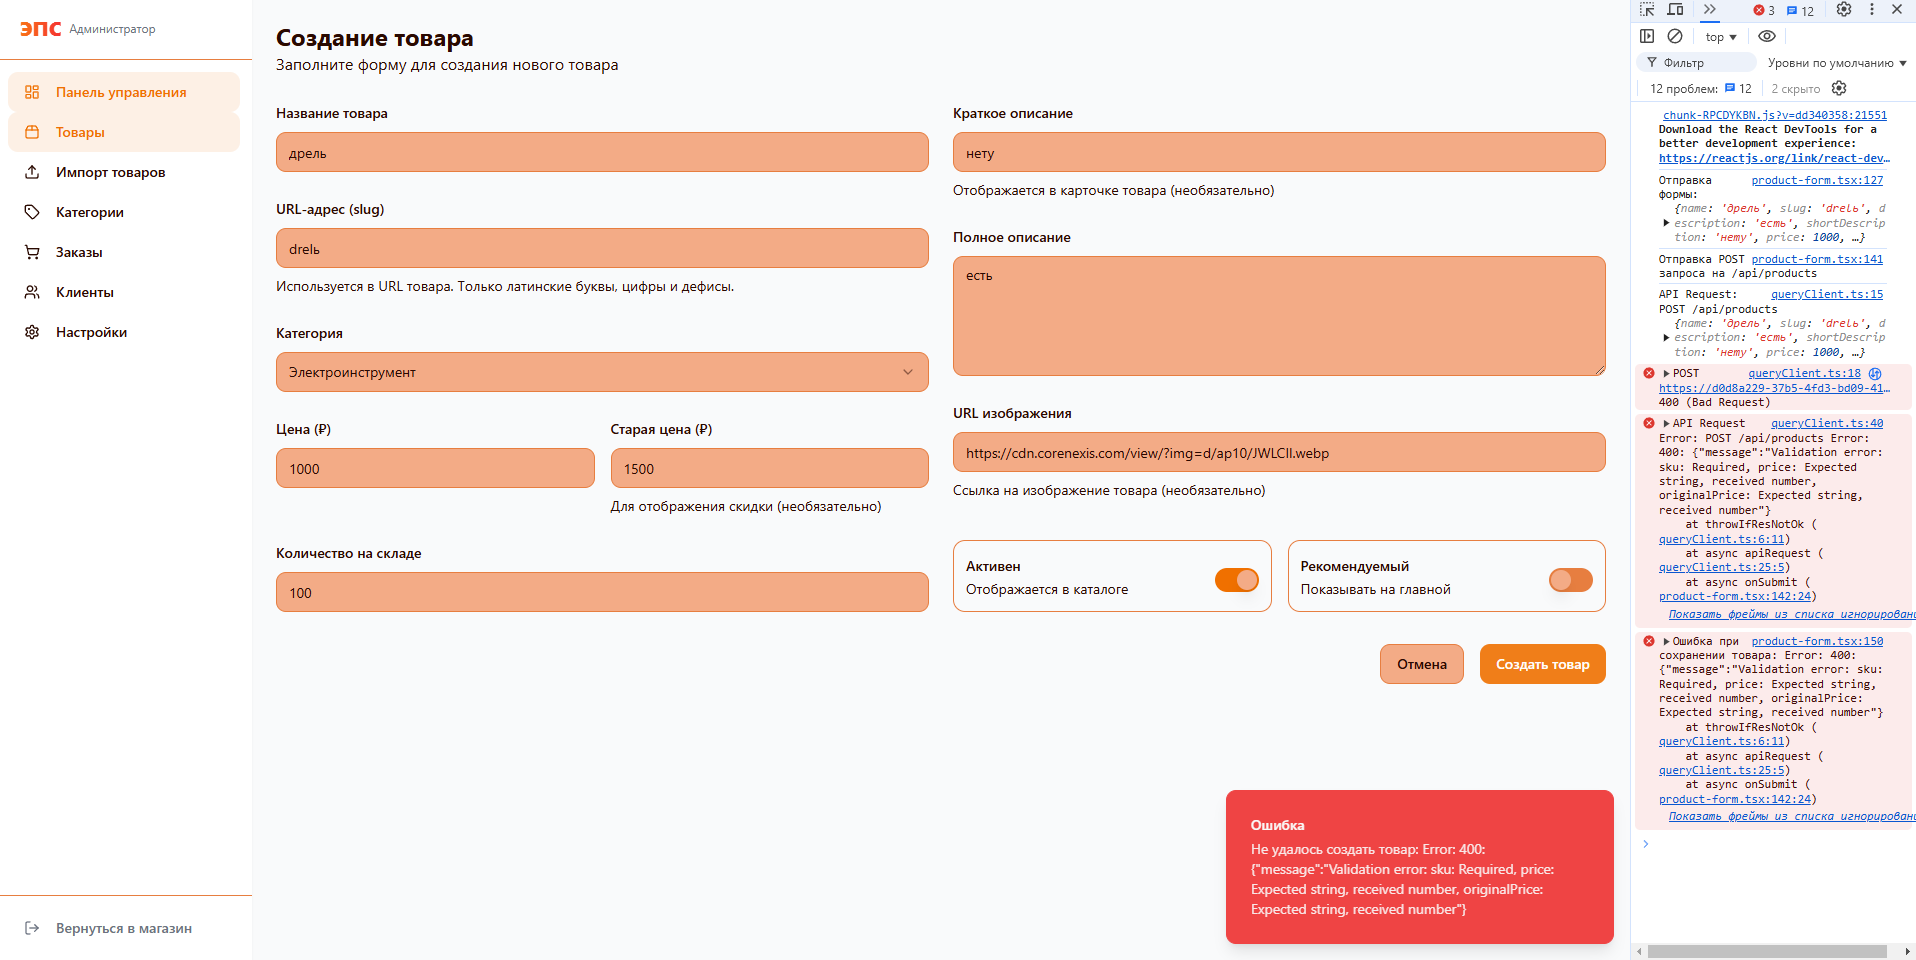 ЭПС Администратор
Панель управления
Товары
Импорт товаров
Категории
Заказы
Клиенты
Настройки
Вернуться в магазин
Создание товара
Заполните форму для создания нового товара
Название товара
дрель
URL-адрес (slug)
drelь
Используется в URL товара. Только латинские буквы, цифры и дефисы.
Категория
Электроинструмент
Цена (₽)
1000
Старая цена (₽)
1500
Для отображения скидки (необязательно)
Количество на складе
100
Краткое описание
нету
Отображается в карточке товара (необязательно)
Полное описание
есть
URL изображения
https://cdn.corenexis.com/view/?img=d/ap10/JWLCIl.webp
Ссылка на изображение товара (необязательно)
Активен
Отображается в каталоге
Рекомендуемый
Показывать на главной
Отмена
Создать товар
Ошибка
Не удалось создать товар: Error: 400:
{"message":"Validation error: sku: Required, price:
Expected string, received number, originalPrice:
Expected string, received number"}
3 12
top
Фильтр Уровни по умолчанию
12 проблем: 12 2 скрыто
chunk-RPCDYKBN.js?v=dd340358:21551
Download the React DevTools for a
better development experience:
https://reactjs.org/link/react-dev…
Отправка product-form.tsx:127
формы:
{name: 'дрель', slug: 'drelь', d
escription: 'есть', shortDescrip
tion: 'нету', price: 1000, …}
Отправка POST product-form.tsx:141
запроса на /api/products
API Request: queryClient.ts:15
POST /api/products
{name: 'дрель', slug: 'drelь', d
escription: 'есть', shortDescrip
tion: 'нету', price: 1000, …}
POST queryClient.ts:18
https://d0d8a229-37b5-4fd3-bd09-41…
400 (Bad Request)
API Request queryClient.ts:40
Error: POST /api/products Error:
400: {"message":"Validation error:
sku: Required, price: Expected
string, received number,
originalPrice: Expected string,
received number"}
at throwIfResNotOk (
queryClient.ts:6:11)
at async apiRequest (
queryClient.ts:25:5)
at async onSubmit (
product-form.tsx:142:24)
Показать фреймы из списка игнорировани
Ошибка при product-form.tsx:150
сохранении товара: Error: 400:
{"message":"Validation error: sku:
Required, price: Expected string,
received number, originalPrice:
Expected string, received number"}
at throwIfResNotOk (
queryClient.ts:6:11)
at async apiRequest (
queryClient.ts:25:5)
at async onSubmit (
product-form.tsx:142:24)
Показать фреймы из списка игнорировани